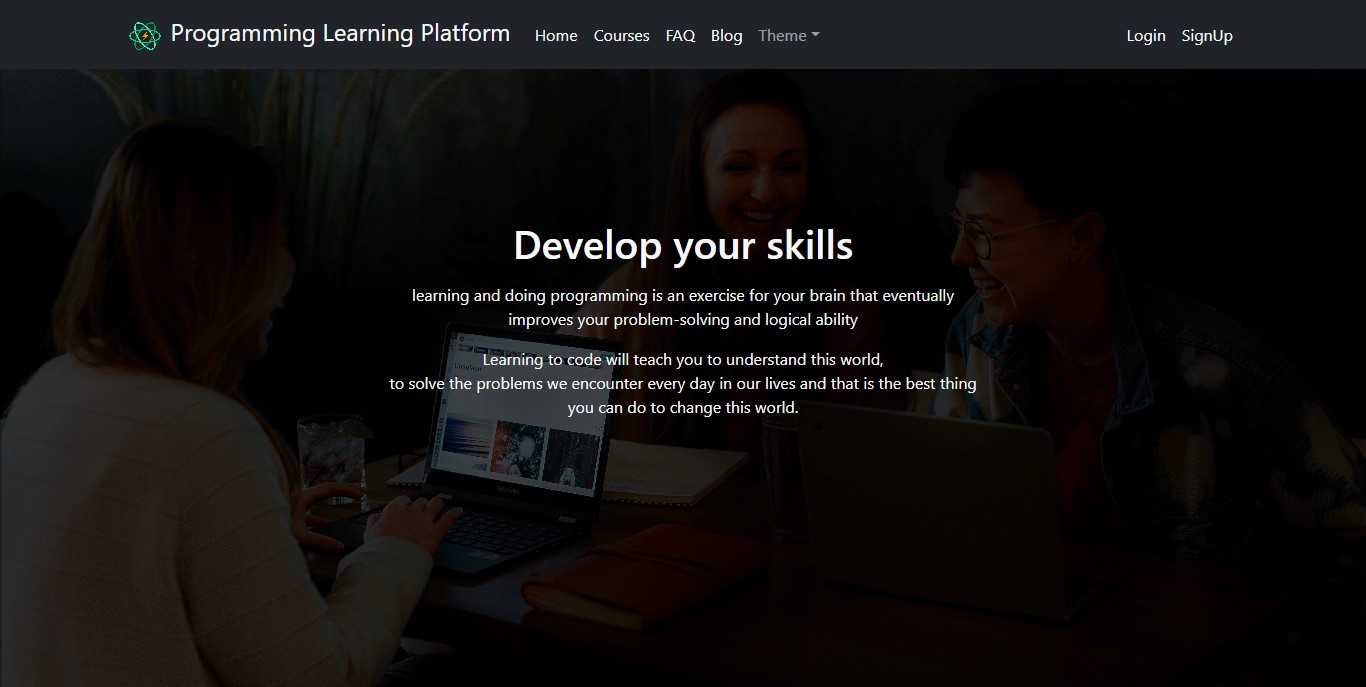 Programming Learning Platform Home Courses FAQ Blog Theme Login SignUp
Develop your skills
learning and doing programming is an exercise for your brain that eventually
improves your problem-solving and logical ability
Learning to code will teach you to understand this world,
to solve the problems we encounter every day in our lives and that is the best thing
you can do to change this world.